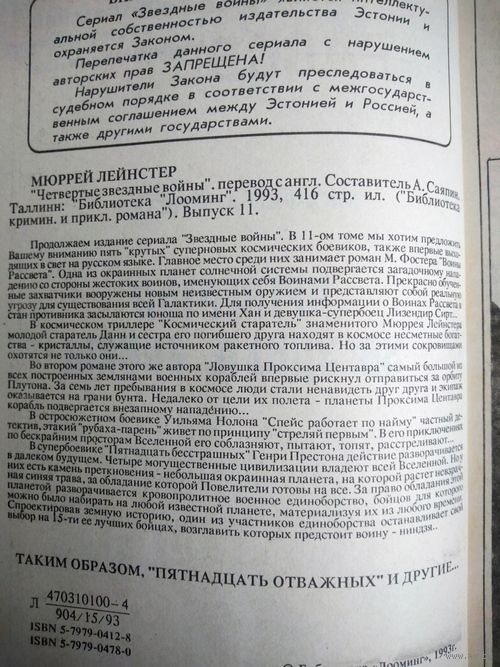 Сериал "Звездные войны"
альной собственностью издательства Эстонии и
охраняется Законом.
Перепечатка данного сериала с нарушением
авторских прав ЗАПРЕЩЕНА!
Нарушители Закона будут преследоваться в
судебном порядке в соответствии с межгосударст-
венным соглашением между Эстонией и Россией, а
также другими государствами.
МЮРРЕЙ ЛЕЙНСТЕР
"Четвертые звездные войны". перевод с англ. Составитель А. Саяпин.
Таллинн: "Библиотека "Лооминг". 1993, 416 стр. ил. ("Библиотека
кримин. и прикл. романа"). Выпуск 11.
Продолжаем издание сериала "Звездные войны". В 11-ом томе мы хотим предложить
Вашему вниманию пять "крутых" суперновых космических боевиков, также впервые выхо-
дящих в свет на русском языке. Главное место среди них занимает роман М. Фостера "Воины
Рассвета". Одна из окраинных планет солнечной системы подвергается загадочному напа-
дению со стороны жестоких воинов, именующих себя Воинами Рассвета. Прекрасно обучен-
ные захватчики вооружены новым неизвестным оружием и представляют собой реальную
угрозу для существования всей Галактики. Для получения информации о Воинах Рассвета в
стан противника засылаются юноша по имени Хан и девушка-супербоец Лизендир Сирт...
В космическом триллере "Космический старатель" знаменитого Мюррея Лейнстера
молодой старатель Дани и сестра его погибшего друга находят в космосе несметные богат-
ства - кристаллы, служащие источником ракетного топлива. Но за этими сокровищами
охотятся не только они...
Во втором романе этого же автора "Ловушка Проксима Центавра" самый большой из
всех построенных землянами военных кораблей впервые рискнул отправиться за орбиту
Плутона. За семь лет пребывания в космосе люди стали ненавидеть друг друга и экипаж
оказывается на грани бунта. Недалеко от цели их полета - планеты Проксима Центавра
корабль подвергается внезапному нападению...
В остросюжетном боевике Уильяма Нолона "Спейс работает по найму" частный де-
тектив, этакий "рубаха-парень" живет по принципу "стреляй первым". В его приключениях
по бескрайним просторам Вселенной его соблазняют, пытают, топят, расстреливают...
В супербоевике "Пятнадцать бесстрашных" Генри Престона действие разворачивается
в далеком будущем. Четыре могущественные цивилизации владеют всей Вселенной. Но у
них есть камень преткновения - небольшая окраинная планета, на которой растет невзрач-
ная синяя трава, за обладание которой Повелители готовы на все. За право обладания этой
планетой разворачивается кровопролитное военное единоборство, бойцов для которого
можно было набирать на любой известной планете, материализуя их из любого времени.
Спроектировав земную историю, один из участников единоборства останавливает свой
выбор на 15-ти ее лучших бойцах, возглавить которых предстоит воину - ниндзя..
ТАКИМ ОБРАЗОМ, "ПЯТНАДЦАТЬ ОТВАЖНЫХ" И ДРУГИЕ...
Л 470310100-4
904/15/93
ISBN 5-7979-0412-8
ISBN 5-7979-0478-0
"Лооминг", 1993г.